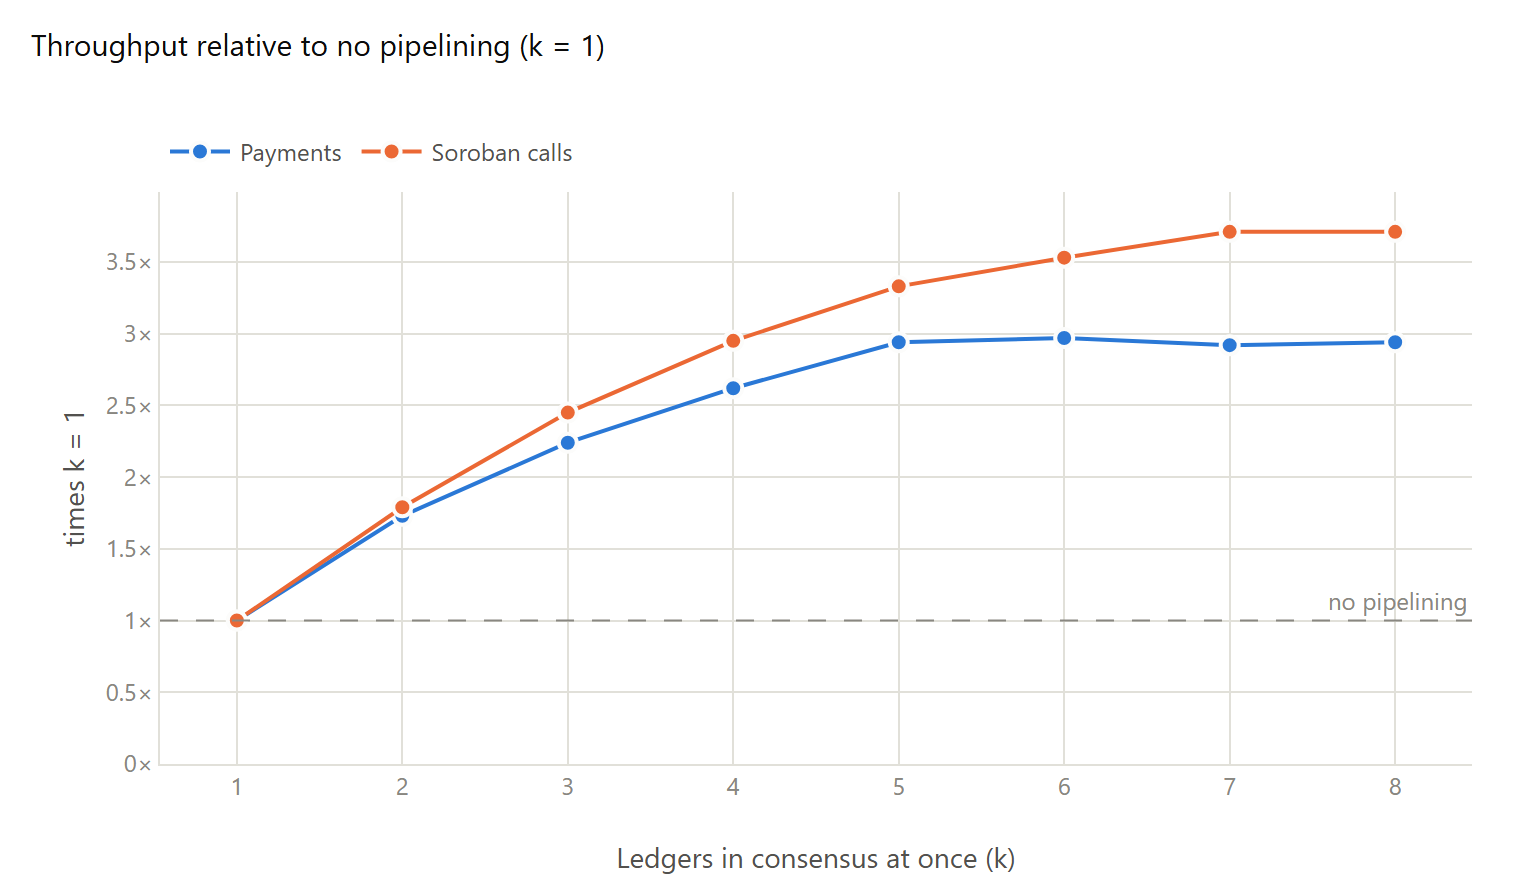 Throughput relative to no pipelining (k = 1)
Payments
Soroban calls
times k = 1
3.5×
3×
2.5×
2×
1.5×
1×
0.5×
0×
no pipelining
1 2 3 4 5 6 7 8
Ledgers in consensus at once (k)